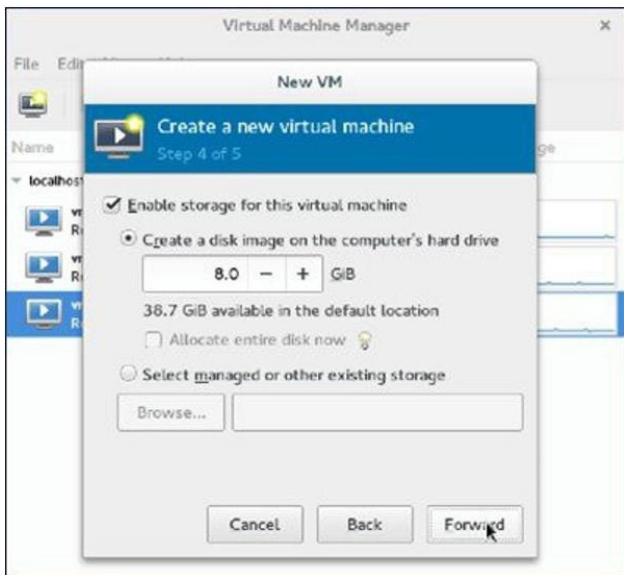 Virtual Machine Manager
File Edit
New VM
Create a new virtual machine
Step 4 of 5
Name
localhost
Enable storage for this virtual machine
Create a disk image on the computer's hard drive
8.0 − + GiB
38.7 GiB available in the default location
Allocate entire disk now
Select managed or other existing storage
Browse...
Cancel Back Forward